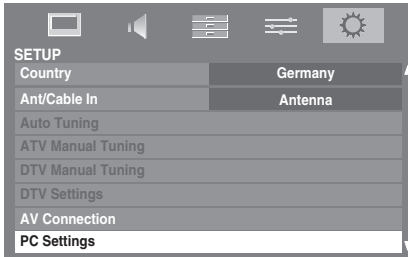 SETUP
Country Germany
Ant/Cable In Antenna
Auto Tuning
ATV Manual Tuning
DTV Manual Tuning
DTV Settings
AV Connection
PC Settings